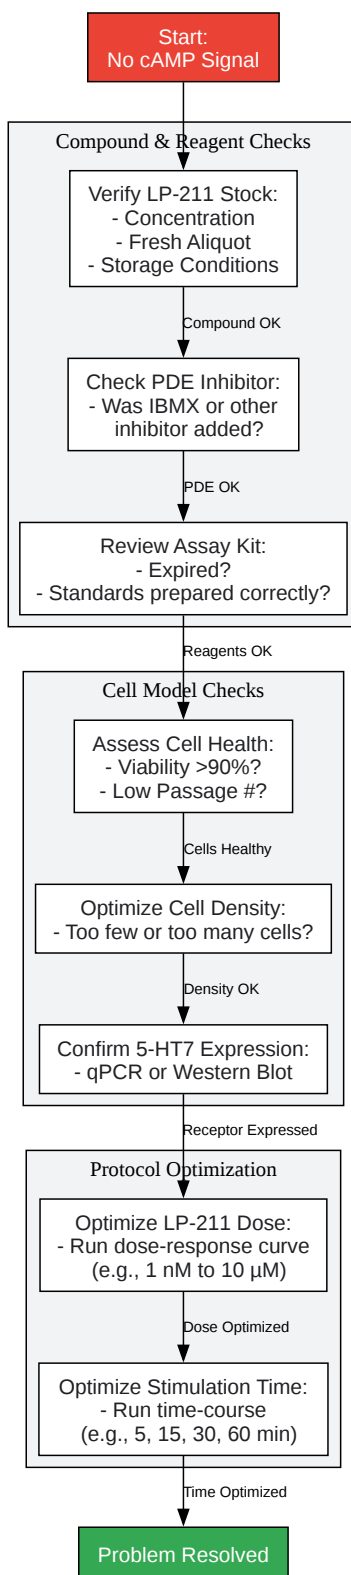 Start:
No cAMP Signal
Compound & Reagent Checks
Verify LP-211 Stock:
- Concentration
- Fresh Aliquot
- Storage Conditions
Compound OK
Check PDE Inhibitor:
- Was IBMX or other
inhibitor added?
PDE OK
Review Assay Kit:
- Expired?
- Standards prepared correctly?
Reagents OK
Cell Model Checks
Assess Cell Health:
- Viability >90%?
- Low Passage #?
Cells Healthy
Optimize Cell Density:
- Too few or too many cells?
Density OK
Confirm 5-HT7 Expression:
- qPCR or Western Blot
Receptor Expressed
Protocol Optimization
Optimize LP-211 Dose:
- Run dose-response curve
(e.g., 1 nM to 10 µM)
Dose Optimized
Optimize Stimulation Time:
- Run time-course
(e.g., 5, 15, 30, 60 min)
Time Optimized
Problem Resolved